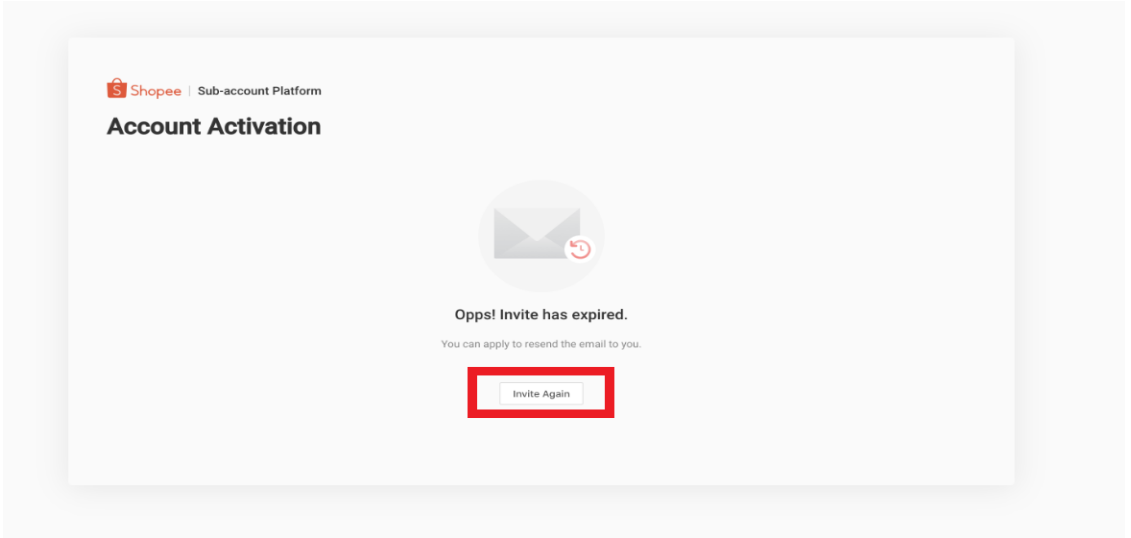 Shopee | Sub-account Platform
Account Activation
Opps! Invite has expired.
You can apply to resend the email to you.
Invite Again